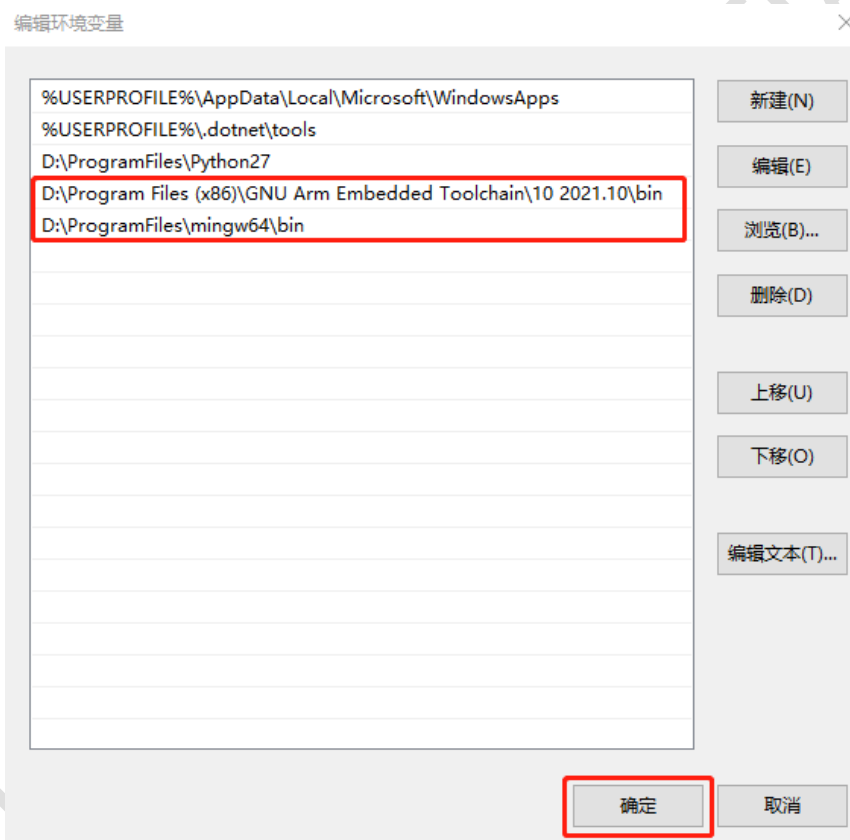 编辑环境变量
%USERPROFILE%\AppData\Local\Microsoft\WindowsApps
%USERPROFILE%\.dotnet\tools
D:\ProgramFiles\Python27
D:\Program Files (x86)\GNU Arm Embedded Toolchain\10 2021.10\bin
D:\ProgramFiles\mingw64\bin
新建(N)
编辑(E)
浏览(B)...
删除(D)
上移(U)
下移(O)
编辑文本(T)...
确定
取消